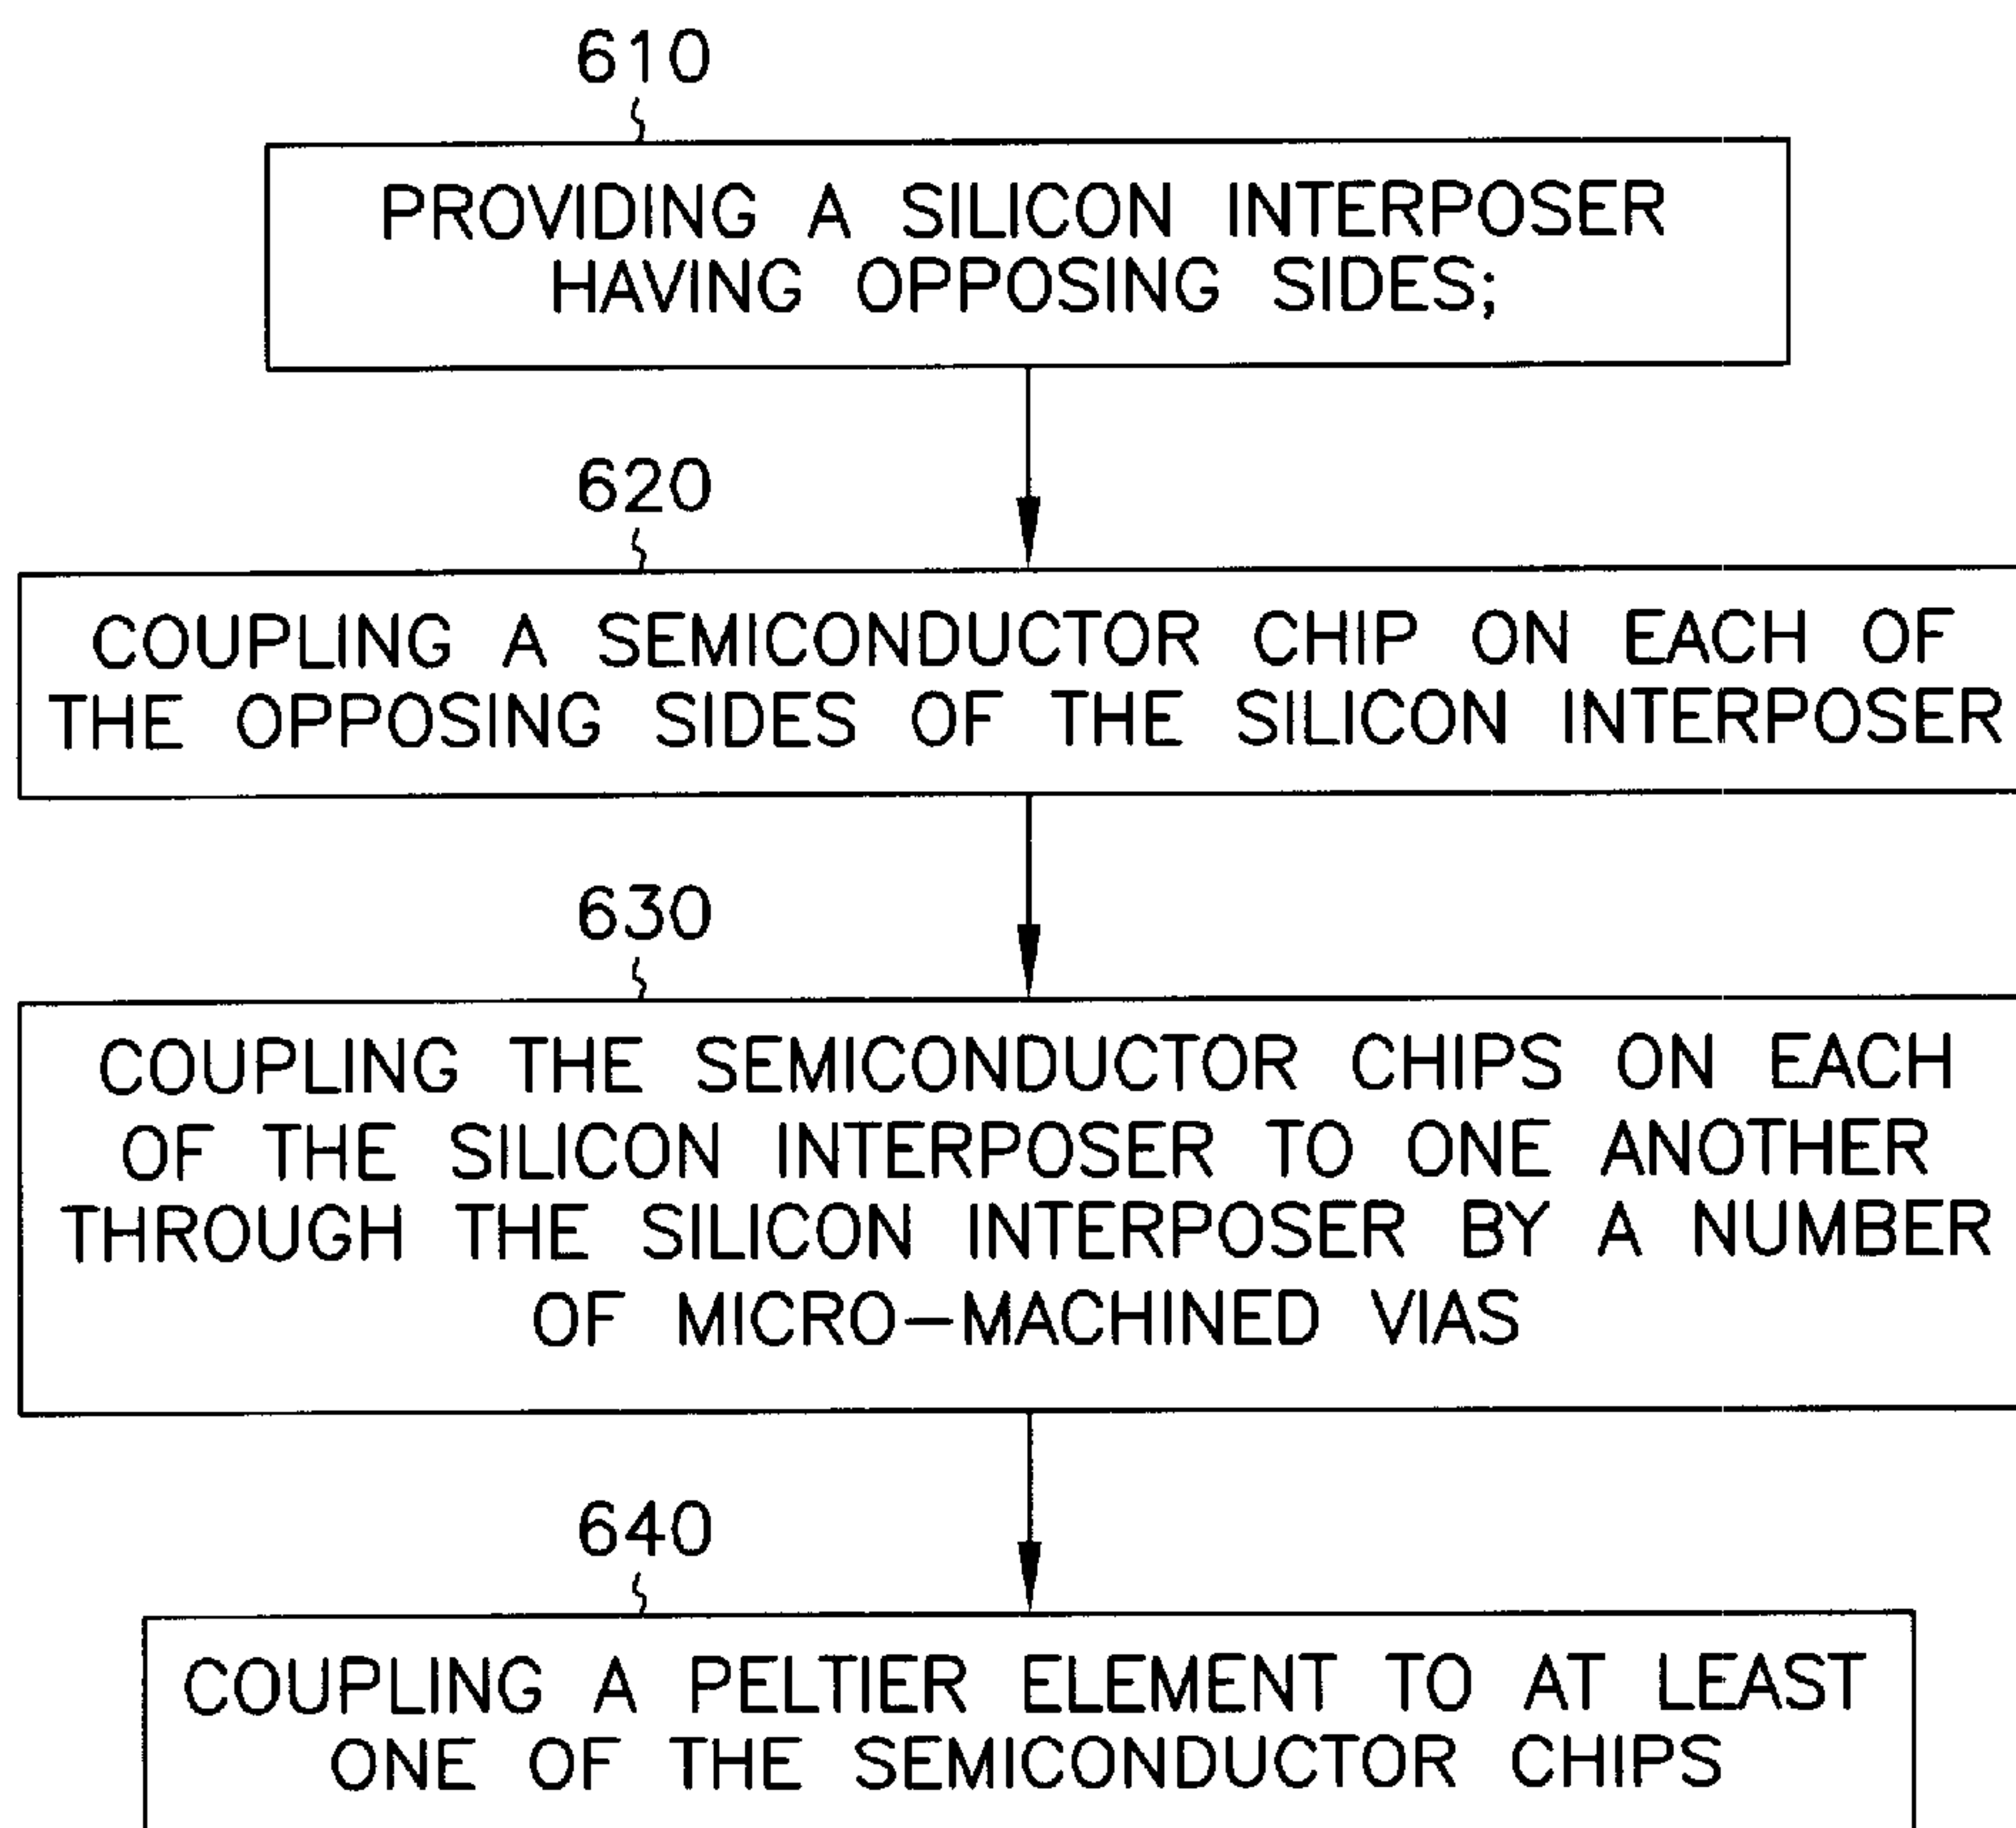 610
PROVIDING A SILICON INTERPOSER
HAVING OPPOSING SIDES;
620
COUPLING A SEMICONDUCTOR CHIP ON EACH OF
THE OPPOSING SIDES OF THE SILICON INTERPOSER
630
COUPLING THE SEMICONDUCTOR CHIPS ON EACH
OF THE SILICON INTERPOSER TO ONE ANOTHER
THROUGH THE SILICON INTERPOSER BY A NUMBER
OF MICRO–MACHINED VIAS
640
COUPLING A PELTIER ELEMENT TO AT LEAST
ONE OF THE SEMICONDUCTOR CHIPS